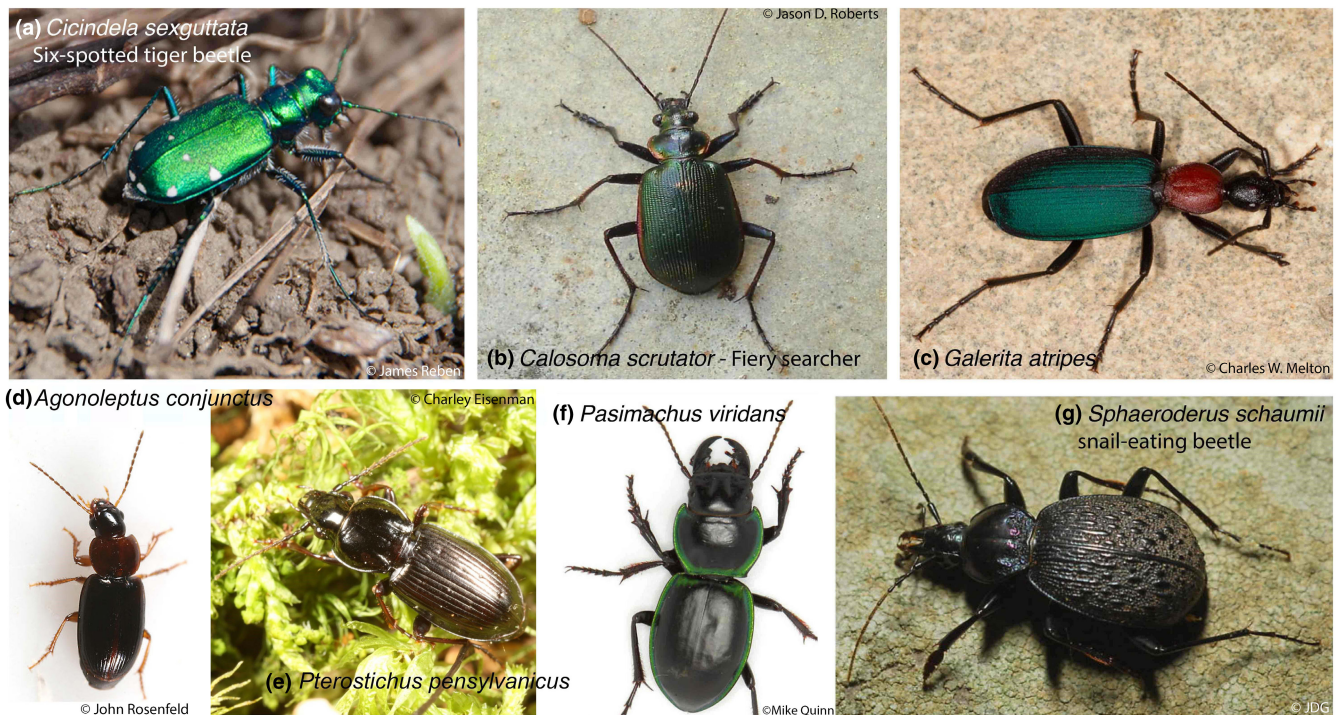 (a) Cicindela sexguttata
Six-spotted tiger beetle
© James Reben
© Jason D. Roberts
(b) Calosoma scrutator - Fiery searcher
(c) Galerita atripes
© Charles W. Melton
(d) Agonoleptus conjunctus
© John Rosenfeld
© Charley Eisenman
(e) Pterostichus pensylvanicus
(f) Pasimachus viridans
©Mike Quinn
(g) Sphaeroderus schaumii
snail-eating beetle
© JDG